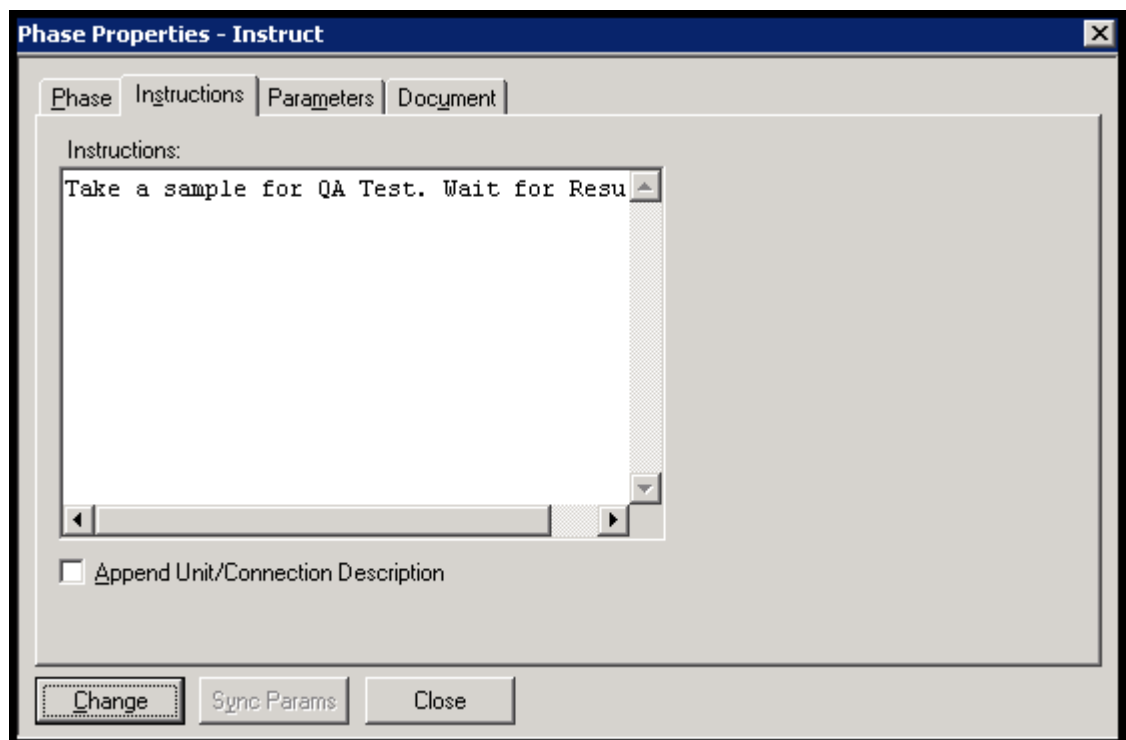 Phase Properties - Instruct
Phase Instructions Parameters Document
Instructions:
Take a sample for QA Test. Wait for Resu
Append Unit/Connection Description
Change Sync Params Close